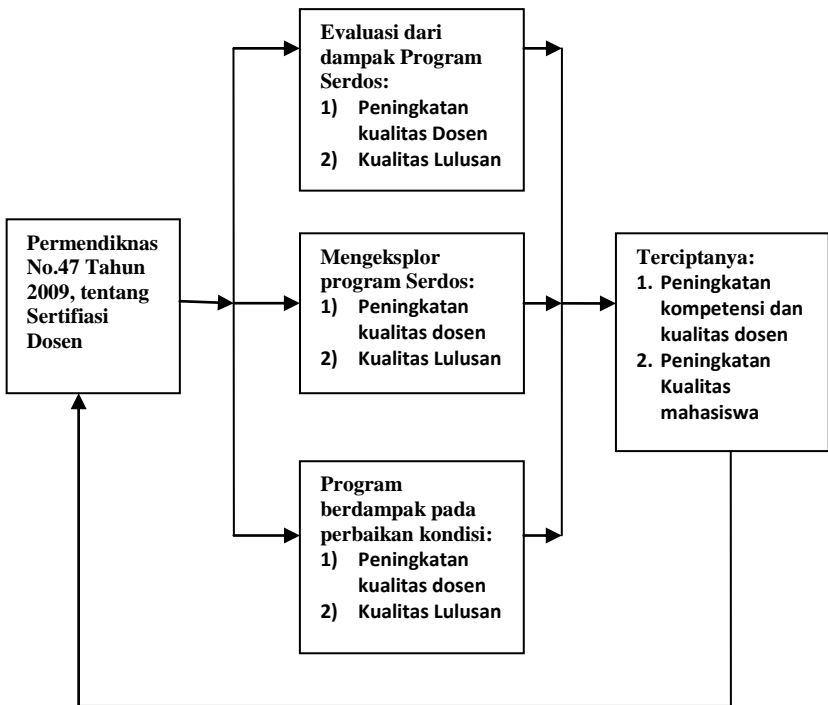 Evaluasi dari
dampak Program
Serdos:
1) Peningkatan
kualitas Dosen
2) Kualitas Lulusan
Permendiknas
No.47 Tahun
2009, tentang
Sertifiasi
Dosen
Mengeksplor
program Serdos:
1) Peningkatan
kualitas dosen
2) Kualitas Lulusan
Terciptanya:
1. Peningkatan
kompetensi dan
kualitas dosen
2. Peningkatan
Kualitas
mahasiswa
Program
berdampak pada
perbaikan kondisi:
1) Peningkatan
kualitas dosen
2) Kualitas Lulusan